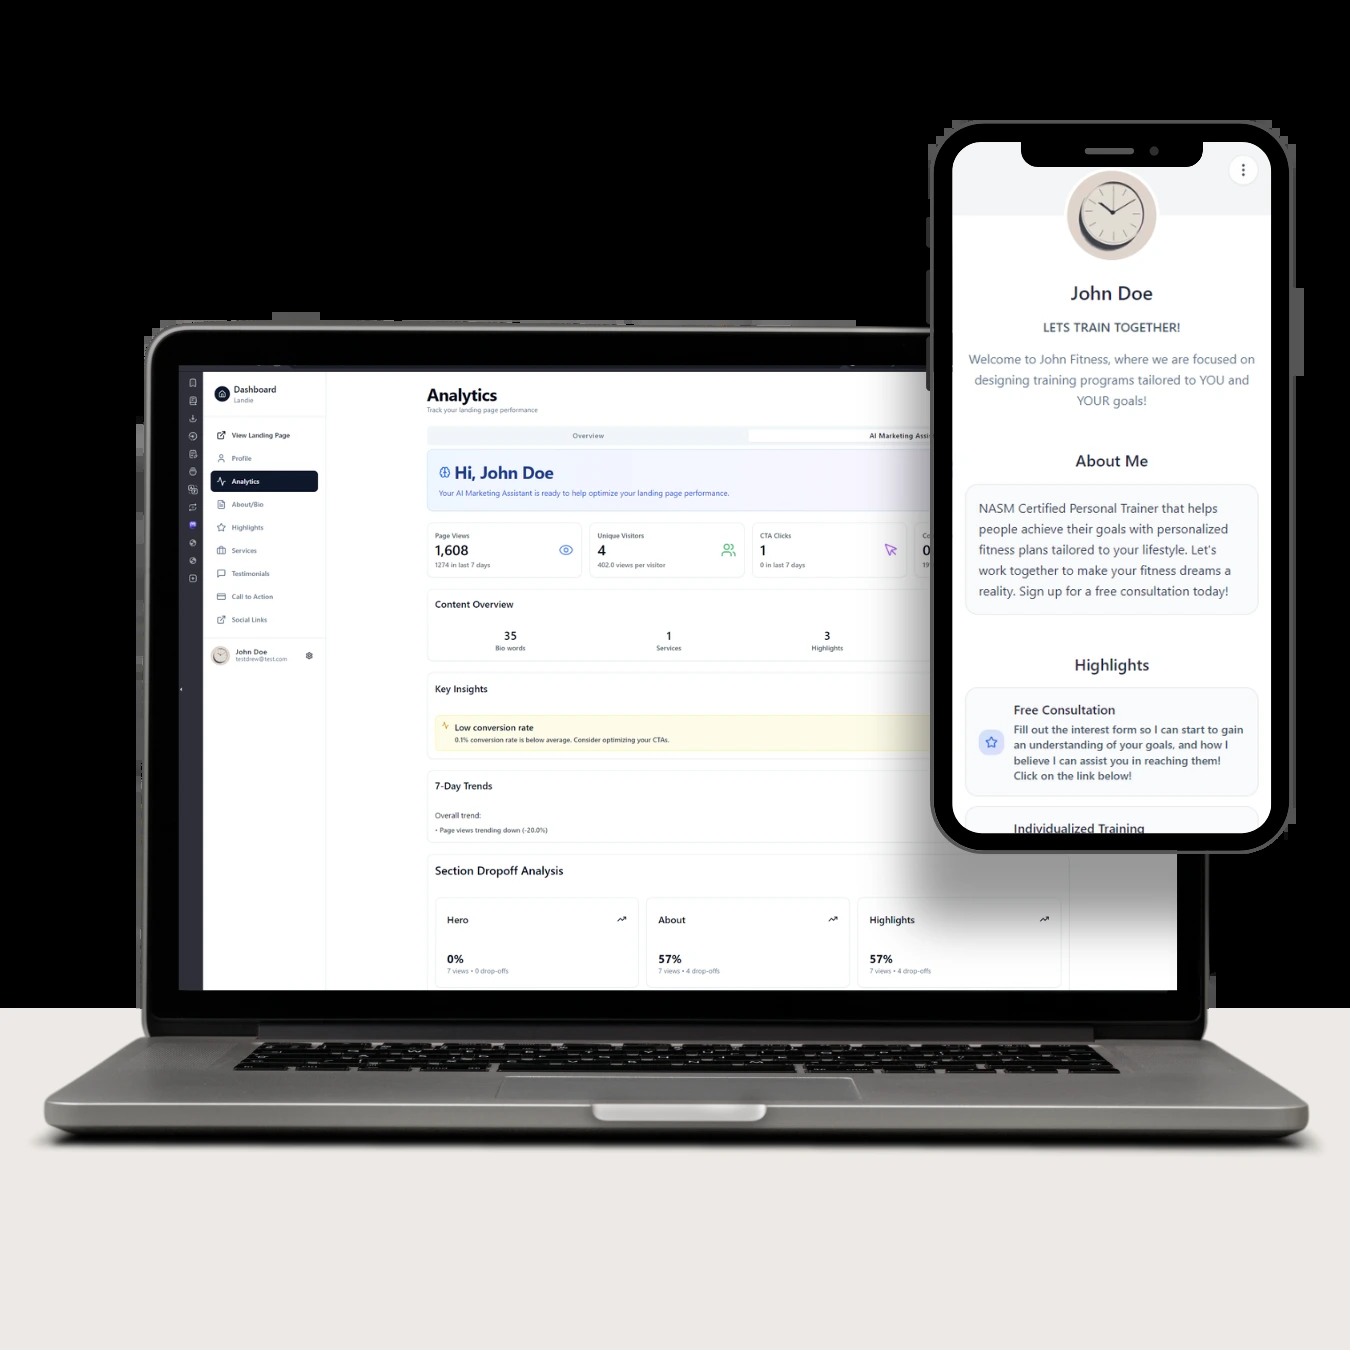 Dashboard
Landie
View Landing Page
Profile
Analytics
About/Bio
Highlights
Services
Testimonials
Call to Action
Social Links
John Doe
testdrew@test.com
Analytics
Track your landing page performance
Overview
AI Marketing
Hi, John Doe
Your AI Marketing Assistant is ready to help optimize your landing page performance.
Page Views
1,608
1274 in last 7 days
Unique Visitors
4
402.0 views per visitor
CTA Clicks
1
0 in last 7 days
Content Overview
35
Bio words
1
Services
3
Highlights
Key Insights
Low conversion rate
0.1% conversion rate is below average. Consider optimizing your CTAs.
7-Day Trends
Overall trend:
• Page views trending down (-20.0%)
Section Dropoff Analysis
Hero
0%
7 views • 0 drop-offs
About
57%
7 views • 4 drop-offs
Highlights
57%
7 views • 4 drop-offs
John Doe
LETS TRAIN TOGETHER!
Welcome to John Fitness, where we are focused on
designing training programs tailored to YOU and
YOUR goals!
About Me
NASM Certified Personal Trainer that helps
people achieve their goals with personalized
fitness plans tailored to your lifestyle. Let's
work together to make your fitness dreams a
reality. Sign up for a free consultation today!
Highlights
Free Consultation
Fill out the interest form so I can start to gain
an understanding of your goals, and how I
believe I can assist you in reaching them!
Click on the link below!
Individualized Training